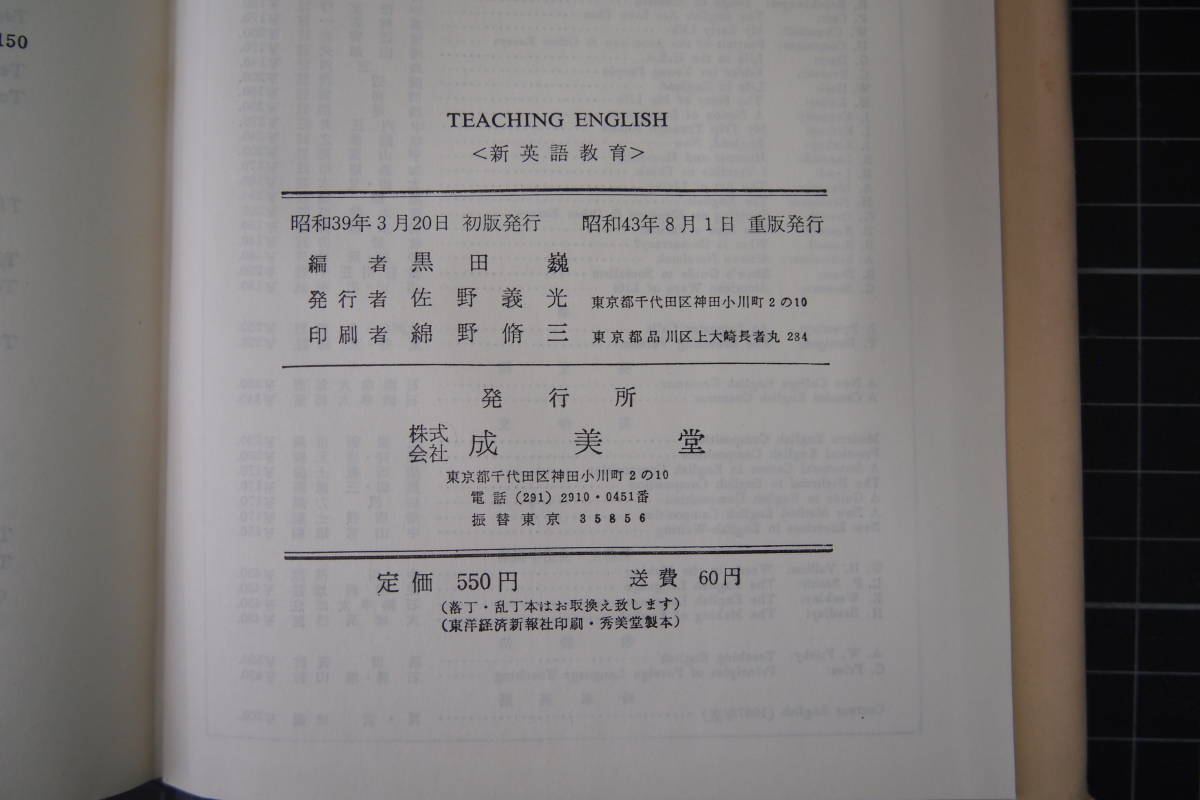 150
TEACHING ENGLISH
＜新英語教育＞
昭和39年3月20日 初版発行 昭和43年8月1日 重版発行
編者 黒田巍
発行者 佐野義光 東京都千代田区神田小川町2の10
印刷者 綿野脩三 東京都品川区上大崎長者丸284
発行所
株式会社 成美堂
東京都千代田区神田小川町2の10
電話 (291) 2910・0451番
振替東京 35856
定価 550円 送費 60円
(落丁・乱丁本はお取換え致します)
(東洋経済新報社印刷・秀美堂製本)